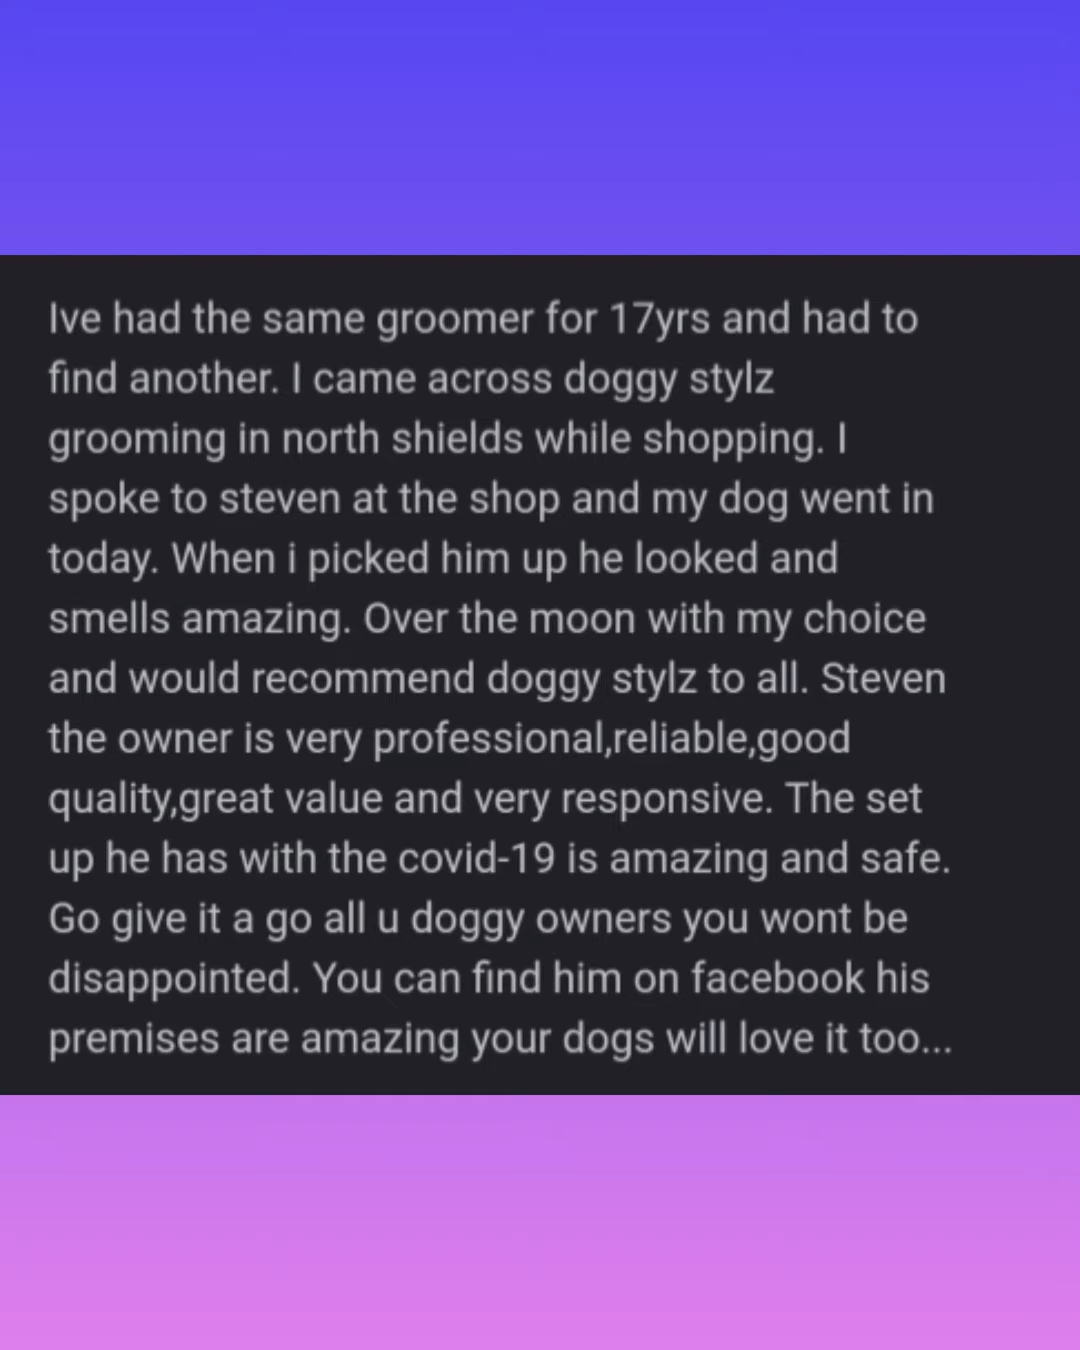 Ive had the same groomer for 17yrs and had to
find another. I came across doggy stylz
grooming in north shields while shopping. I
spoke to steven at the shop and my dog went in
today. When i picked him up he looked and
smells amazing. Over the moon with my choice
and would recommend doggy stylz to all. Steven
the owner is very professional,reliable,good
quality,great value and very responsive. The set
up he has with the covid-19 is amazing and safe.
Go give it a go all u doggy owners you wont be
disappointed. You can find him on facebook his
premises are amazing your dogs will love it too...